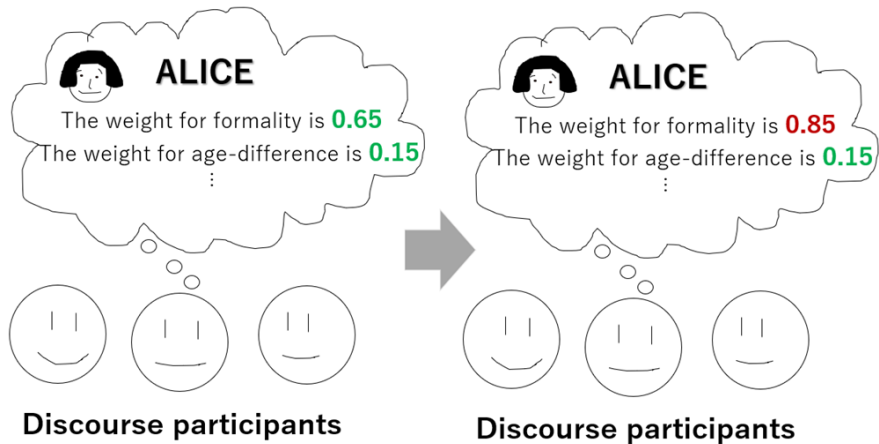 ALICE
The weight for formality is 0.65
The weight for age-difference is 0.15
⋮
Discourse participants
ALICE
The weight for formality is 0.85
The weight for age-difference is 0.15
⋮
Discourse participants